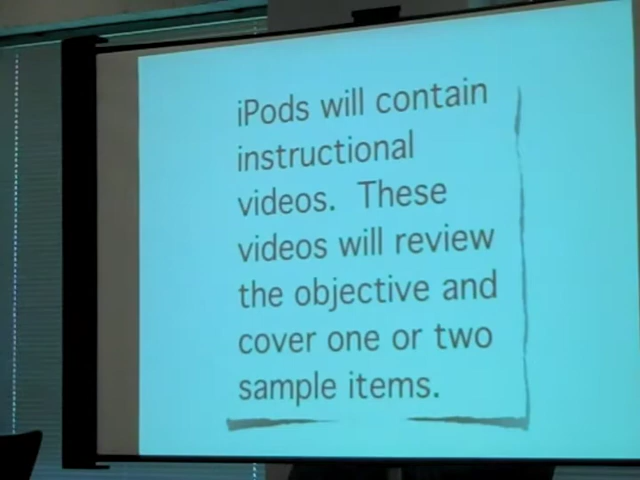 iPods will contain
instructional
videos. These
videos will review
the objective and
cover one or two
sample items.